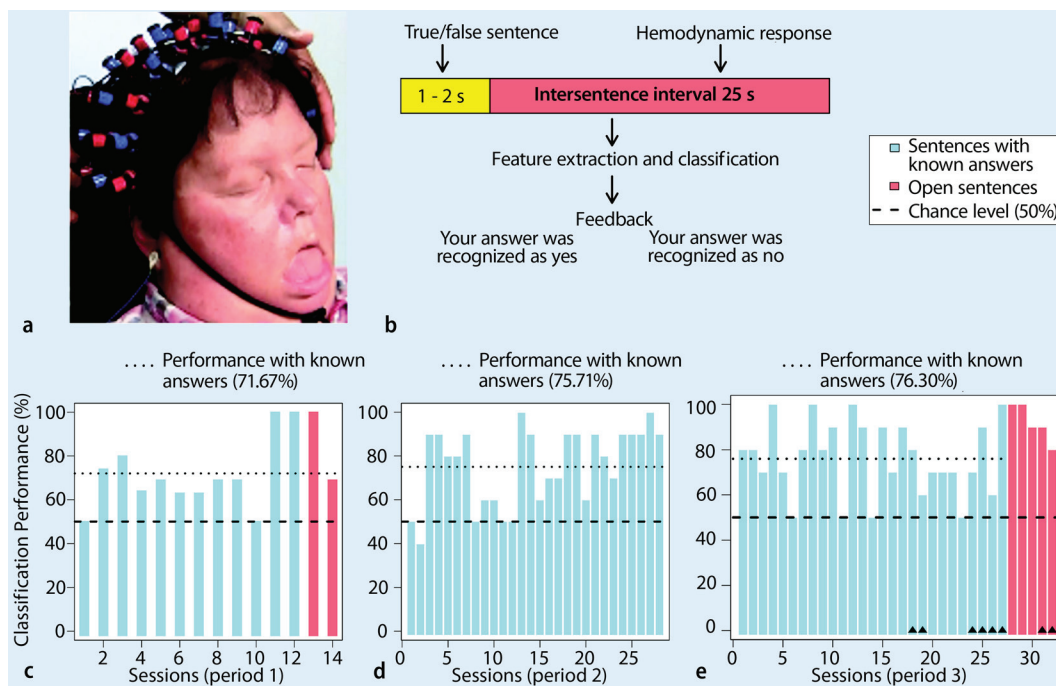 True/false sentence
Hemodynamic response
1 - 2 s
Intersentence interval 25 s
Feature extraction and classification
Feedback
Your answer was
recognized as yes
Your answer was
recognized as no
Sentences with
known answers
Open sentences
Chance level (50%)
a
b
.... Performance with known
answers (71.67%)
Classification Performance (%)
100
80
60
40
20
0
2 4 6 8 10 12 14
c
Sessions (period 1)
.... Performance with known
answers (75.71%)
100
80
60
40
20
0
0 5 10 15 20 25
d
Sessions (period 2)
.... Performance with known
answers (76.30%)
100
80
60
40
20
0
0 5 10 15 20 25 30
e
Sessions (period 3)